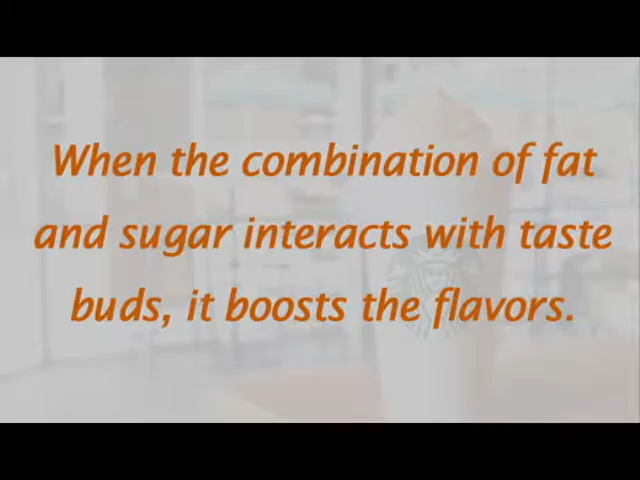 When the combination of fat
and sugar interacts with taste
buds, it boosts the flavors.